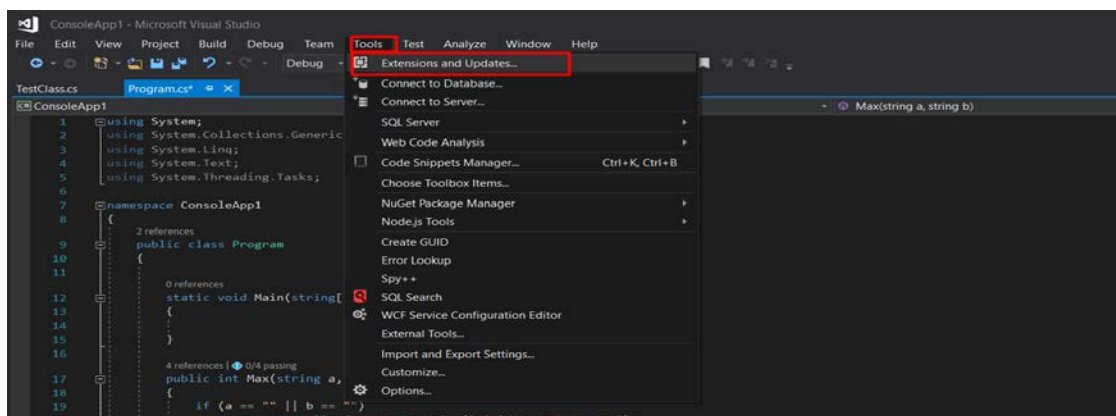 ConsoleApp1 - Microsoft Visual Studio
File Edit View Project Build Debug Team Tools Test Analyze Window Help
Debug
Extensions and Updates...
Connect to Database...
Connect to Server...
SQL Server
Web Code Analysis
Code Snippets Manager... Ctrl+K, Ctrl+B
Choose Toolbox Items...
NuGet Package Manager
Node.js Tools
Create GUID
Error Lookup
Spy++
SQL Search
WCF Service Configuration Editor
External Tools...
Import and Export Settings...
Customize...
Options...
TestClass.cs Program.cs*
C# ConsoleApp1 Max(string a, string b)
1 using System;
2 using System.Collections.Generic
3 using System.Linq;
4 using System.Text;
5 using System.Threading.Tasks;
6
7 namespace ConsoleApp1
8 {
2 references
9 public class Program
10 {
11
0 references
12 static void Main(string[
13 {
14
15 }
16
4 references | 0/4 passing
17 public int Max(string a,
18 {
19 if (a == "" || b == "")